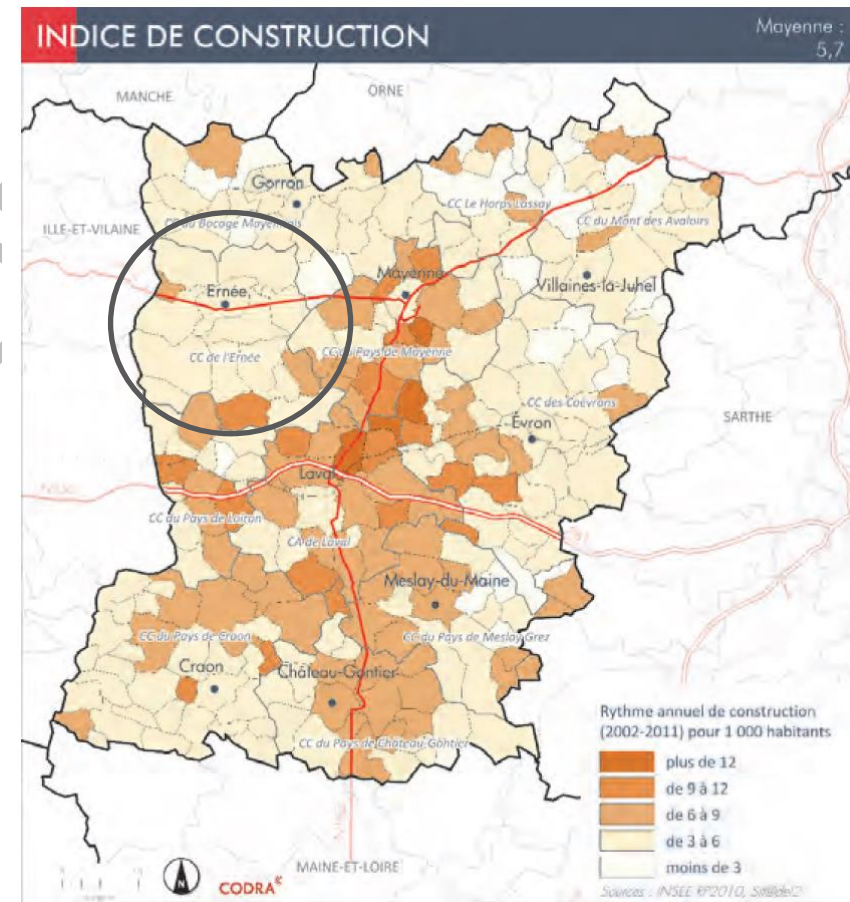 INDICE DE CONSTRUCTION
Mayenne :
5,7
MANCHE
ORNE
Gorron
CC Le Horps Lassay
CC du Bocage Mayennais
CC du Mont des Avaloirs
ILLE-ET-VILAINE
Mayenne
Ernée
Villaines-la-Juhel
CC de l'Ernée
CC du Pays de Mayenne
CC des Coëvrons
SARTHE
Évron
Laval
CC du Pays de Loiron
CA de Laval
Meslay-du-Maine
CC du Pays de Craon
CC du Pays de Meslay-Grez
Craon
Château-Gontier
CC du Pays de Château-Gontier
Rythme annuel de construction
(2002-2011) pour 1 000 habitants
plus de 12
de 9 à 12
de 6 à 9
de 3 à 6
moins de 3
MAINE-ET-LOIRE
N
CODRA
Sources : INSEE RP2010, Sit@del2